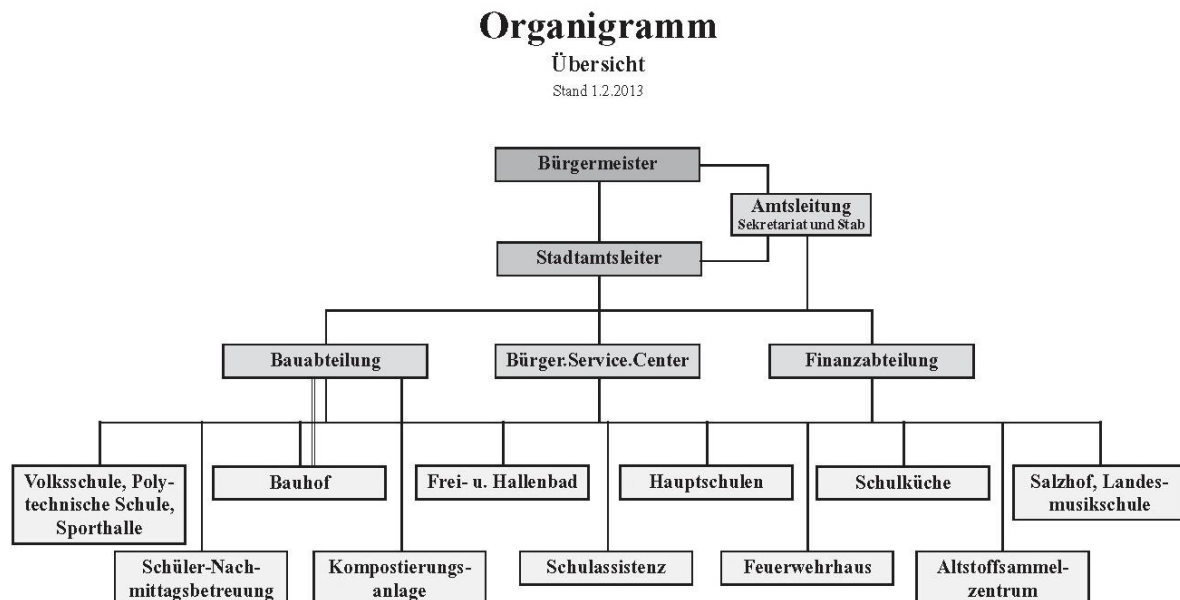 Organigramm
Übersicht
Stand 1.2.2013
Bürgermeister
Amtsleitung
Sekretariat und Stab
Stadtamtsleiter
Bauabteilung
Bürger.Service.Center
Finanzabteilung
Volksschule, Poly-
technische Schule,
Sporthalle
Bauhof
Frei- u. Hallenbad
Hauptschulen
Schulküche
Salzhof, Landes-
musikschule
Schüler-Nach-
mittagsbetreuung
Kompostierungs-
anlage
Schulassistenz
Feuerwehrhaus
Altstoffsammel-
zentrum